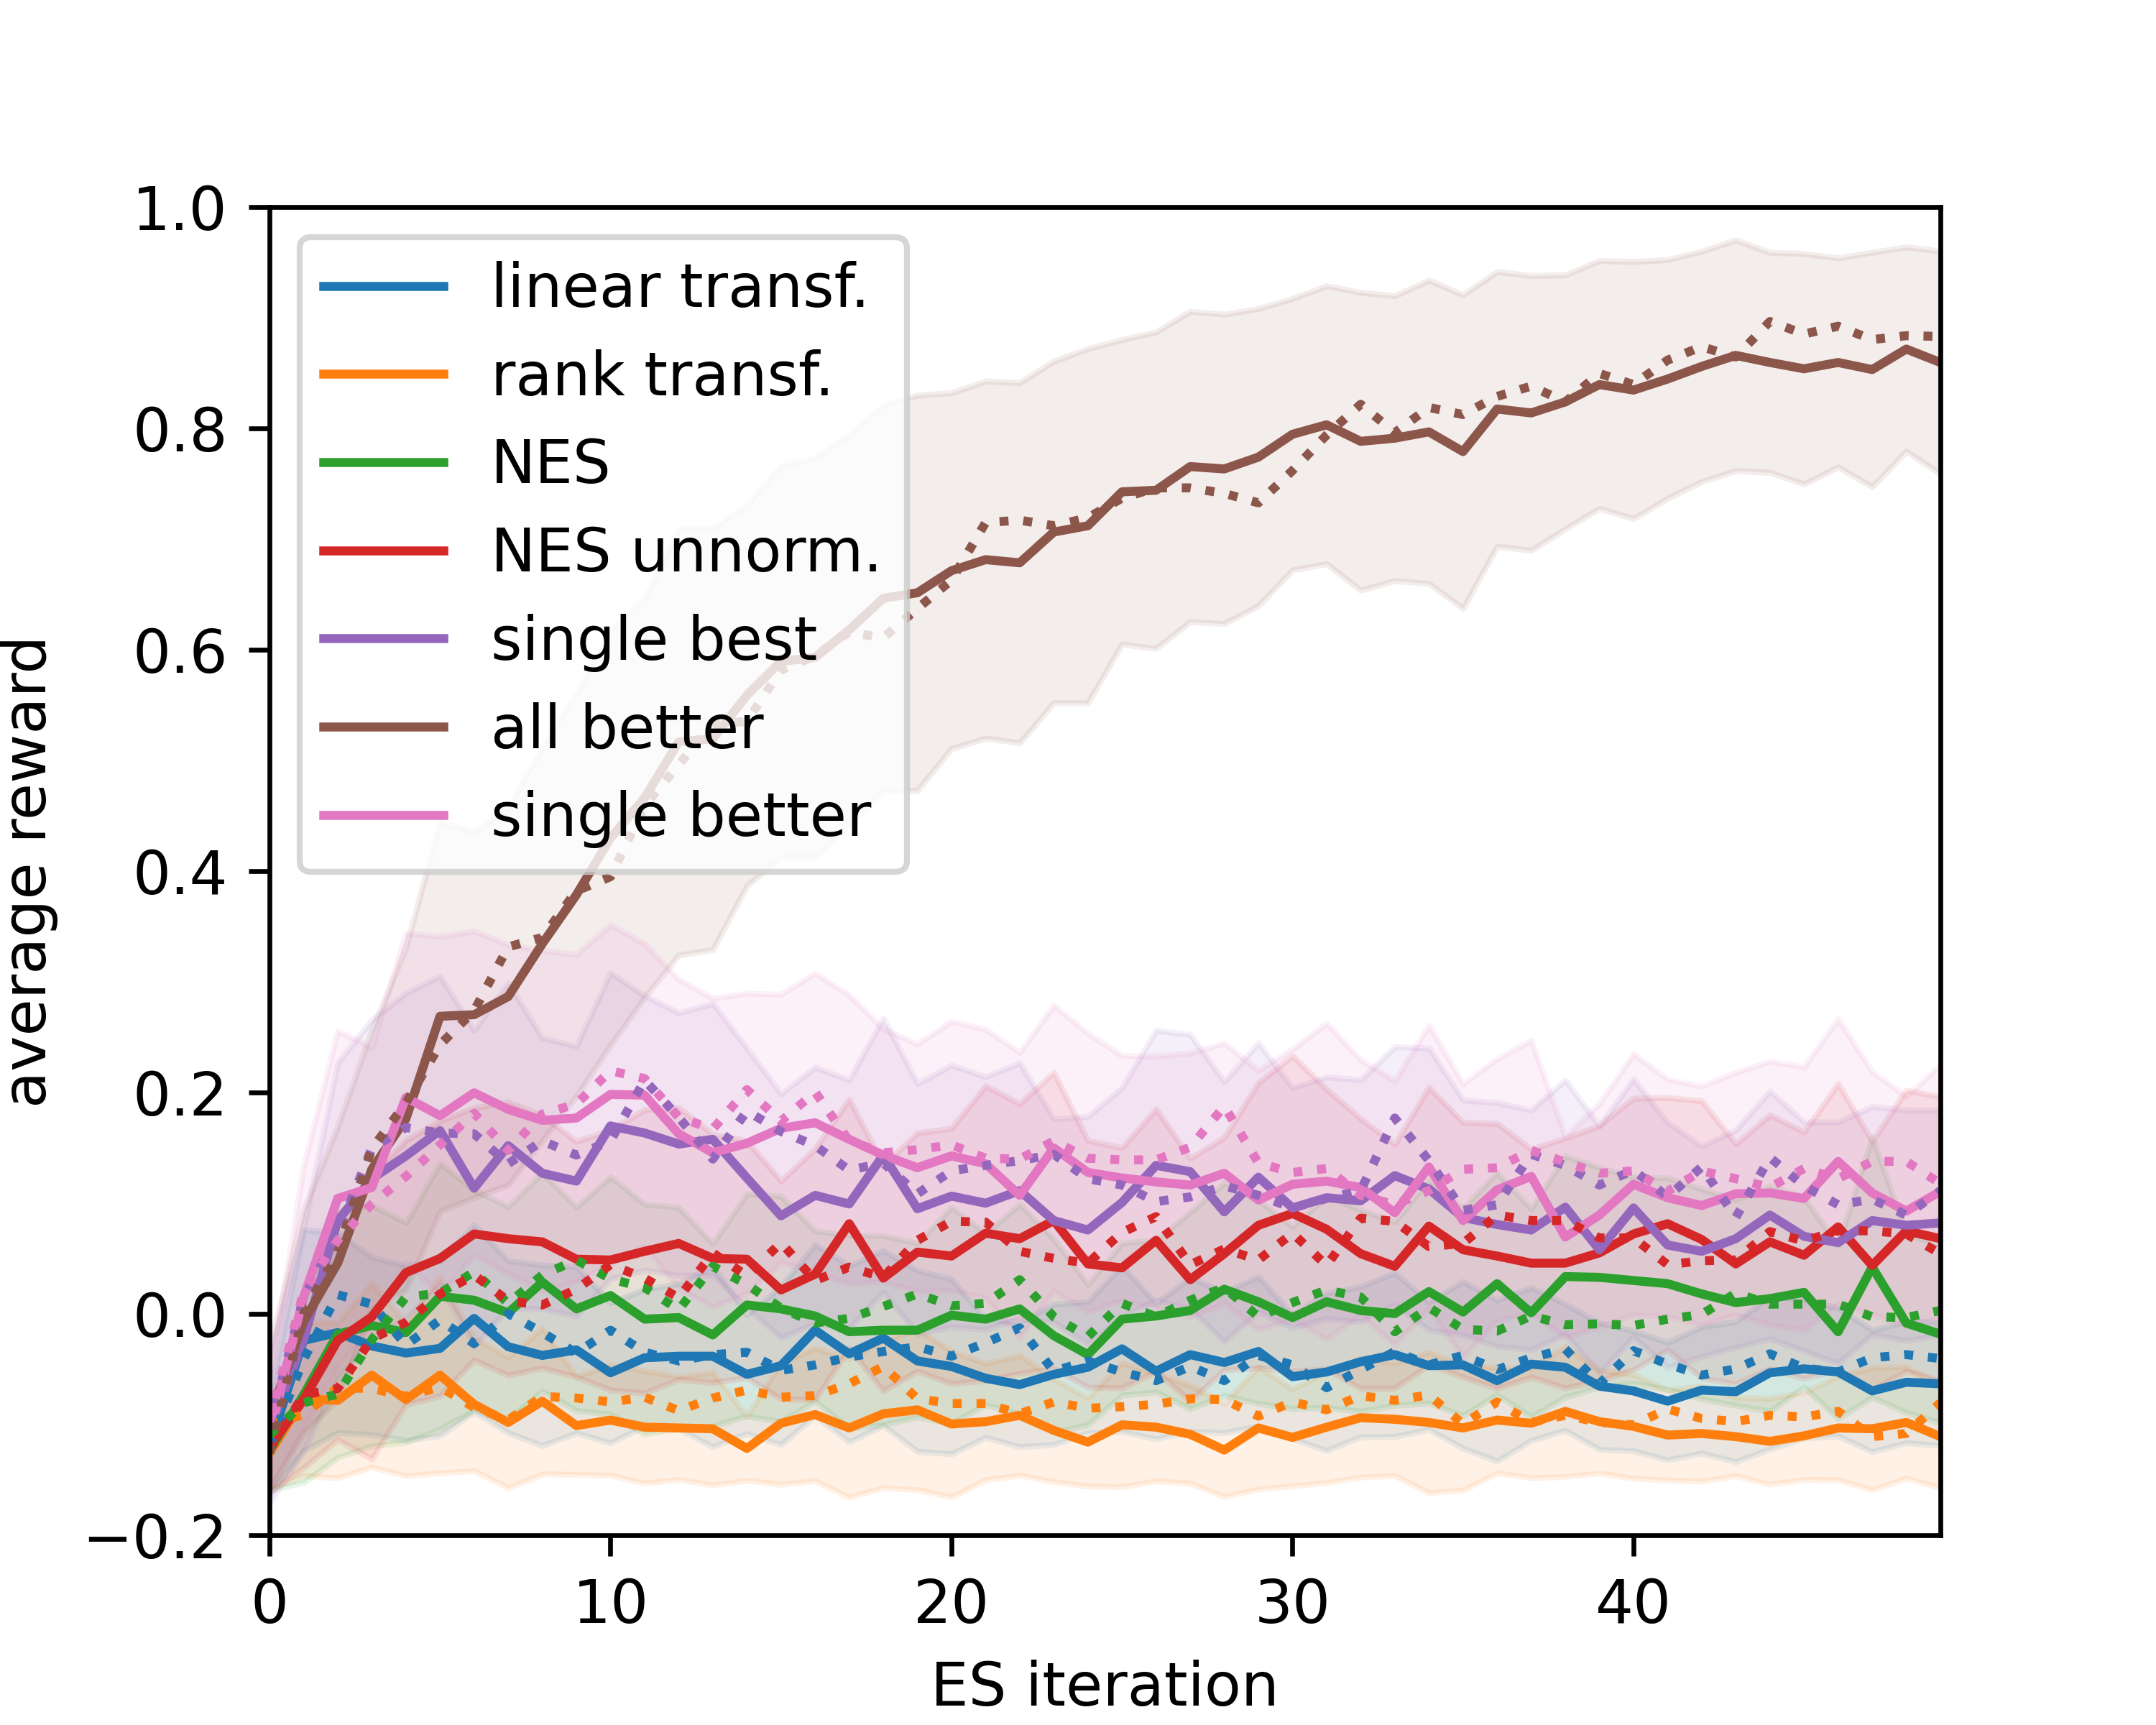 1.0
0.8
0.6
0.4
0.2
0.0
−0.2
average reward
linear transf.
rank transf.
NES
NES unnorm.
single best
all better
single better
0 10 20 30 40
ES iteration